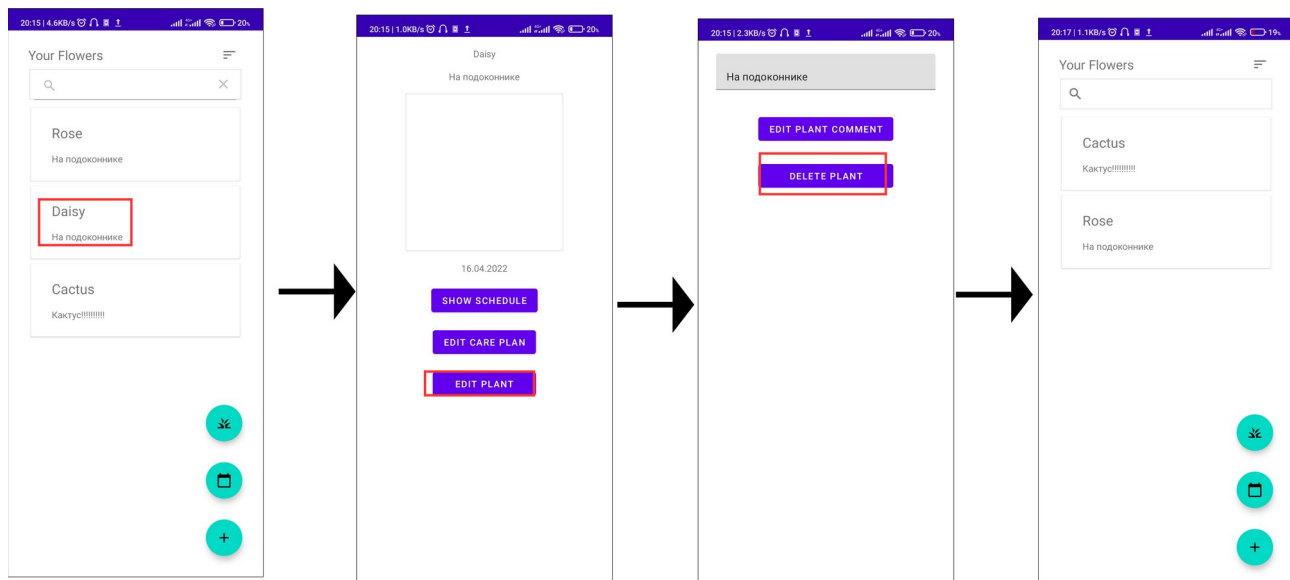 20:15 | 4.6KB/s
20%
Your Flowers
Rose
На подоконнике
Daisy
На подоконнике
Cactus
Кактус!!!!!!!!!!
20:15 | 1.0KB/s
20%
Daisy
На подоконнике
16.04.2022
SHOW SCHEDULE
EDIT CARE PLAN
EDIT PLANT
20:15 | 2.3KB/s
20%
На подоконнике
EDIT PLANT COMMENT
DELETE PLANT
20:17 | 1.1KB/s
19%
Your Flowers
Cactus
Кактус!!!!!!!!!!
Rose
На подоконнике